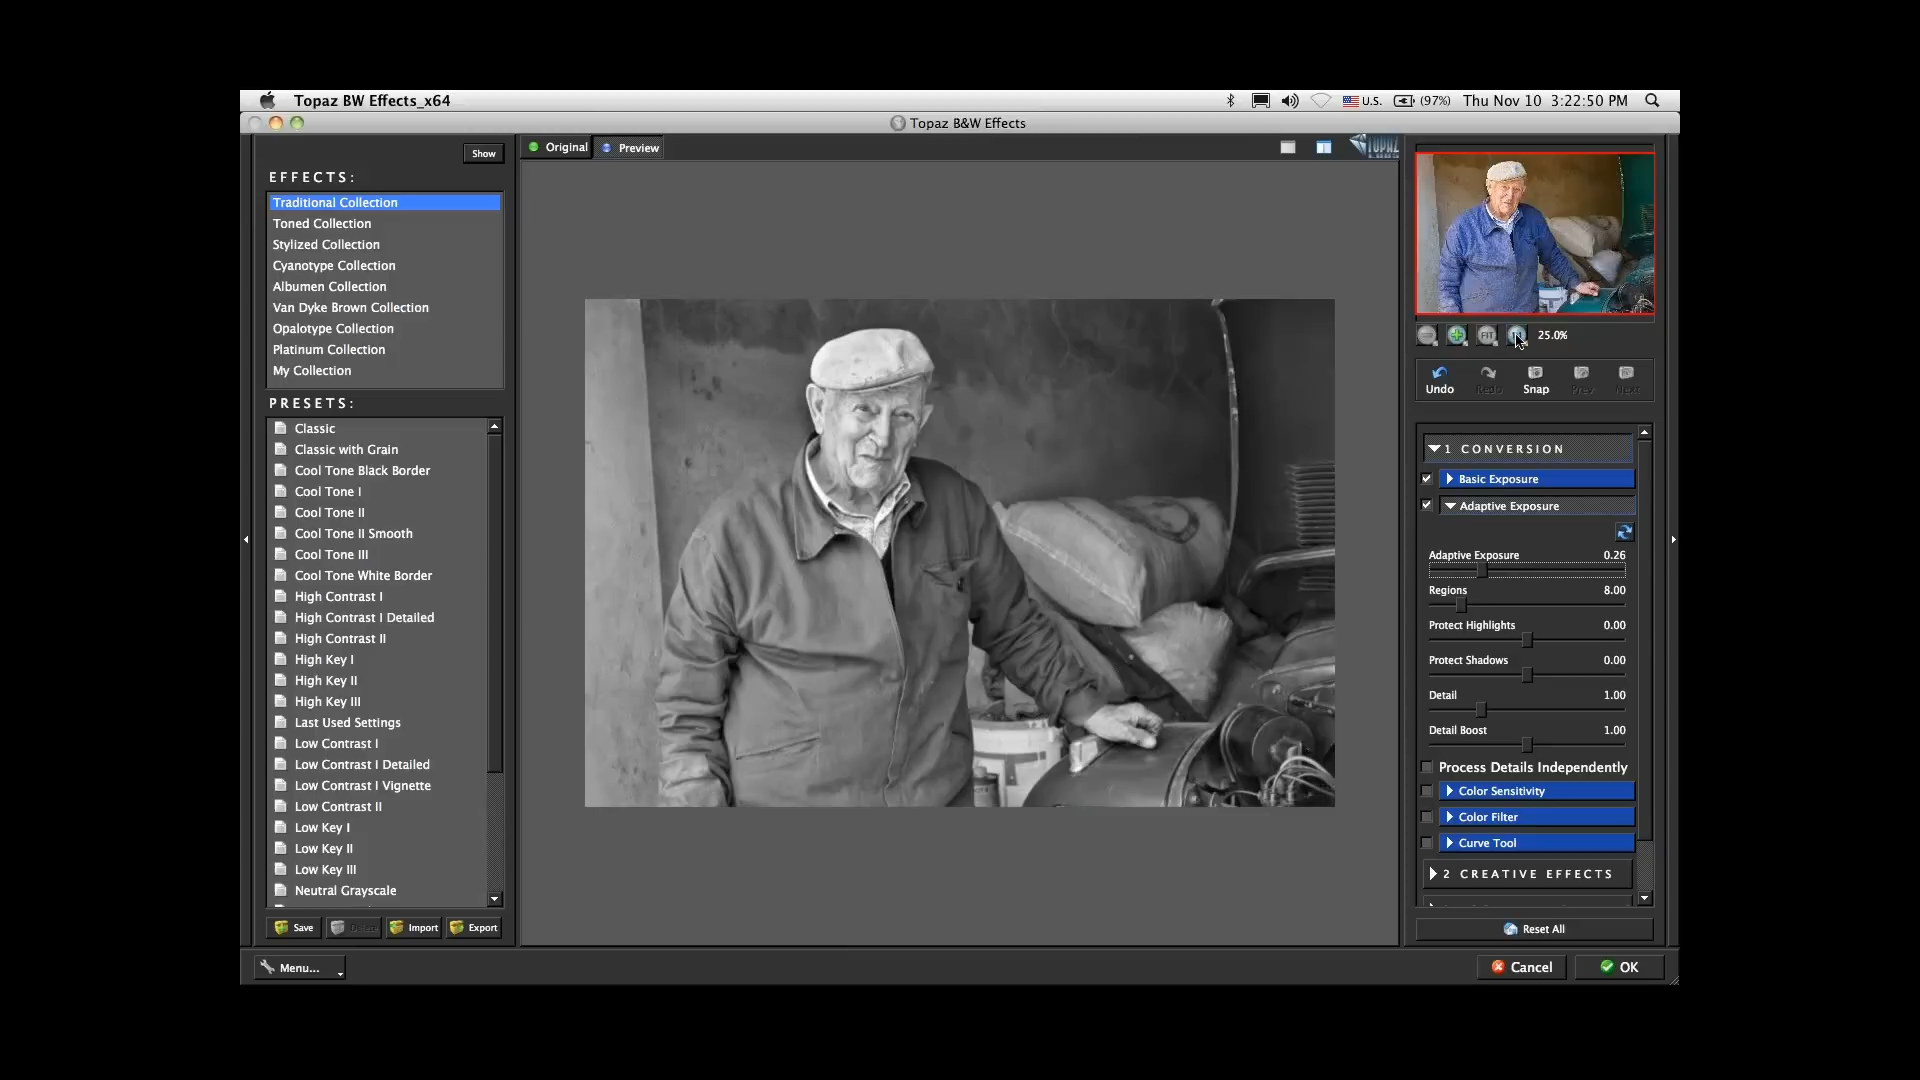 Topaz BW Effects_x64
U.S.
(97%)
Thu Nov 10 3:22:50 PM
Topaz B&W Effects
Show
EFFECTS:
Traditional Collection
Toned Collection
Stylized Collection
Cyanotype Collection
Albumen Collection
Van Dyke Brown Collection
Opalotype Collection
Platinum Collection
My Collection
PRESETS:
Classic
Classic with Grain
Cool Tone Black Border
Cool Tone I
Cool Tone II
Cool Tone II Smooth
Cool Tone III
Cool Tone White Border
High Contrast I
High Contrast I Detailed
High Contrast II
High Key I
High Key II
High Key III
Last Used Settings
Low Contrast I
Low Contrast I Detailed
Low Contrast I Vignette
Low Contrast II
Low Key I
Low Key II
Low Key III
Neutral Grayscale
Save
Delete
Import
Export
Menu...
Original
Preview
TOPAZ
FIT
25.0%
Undo
Redo
Snap
Prev
Next
1 CONVERSION
Basic Exposure
Adaptive Exposure
Adaptive Exposure 0.26
Regions 8.00
Protect Highlights 0.00
Protect Shadows 0.00
Detail 1.00
Detail Boost 1.00
Process Details Independently
Color Sensitivity
Color Filter
Curve Tool
2 CREATIVE EFFECTS
Reset All
Cancel
OK